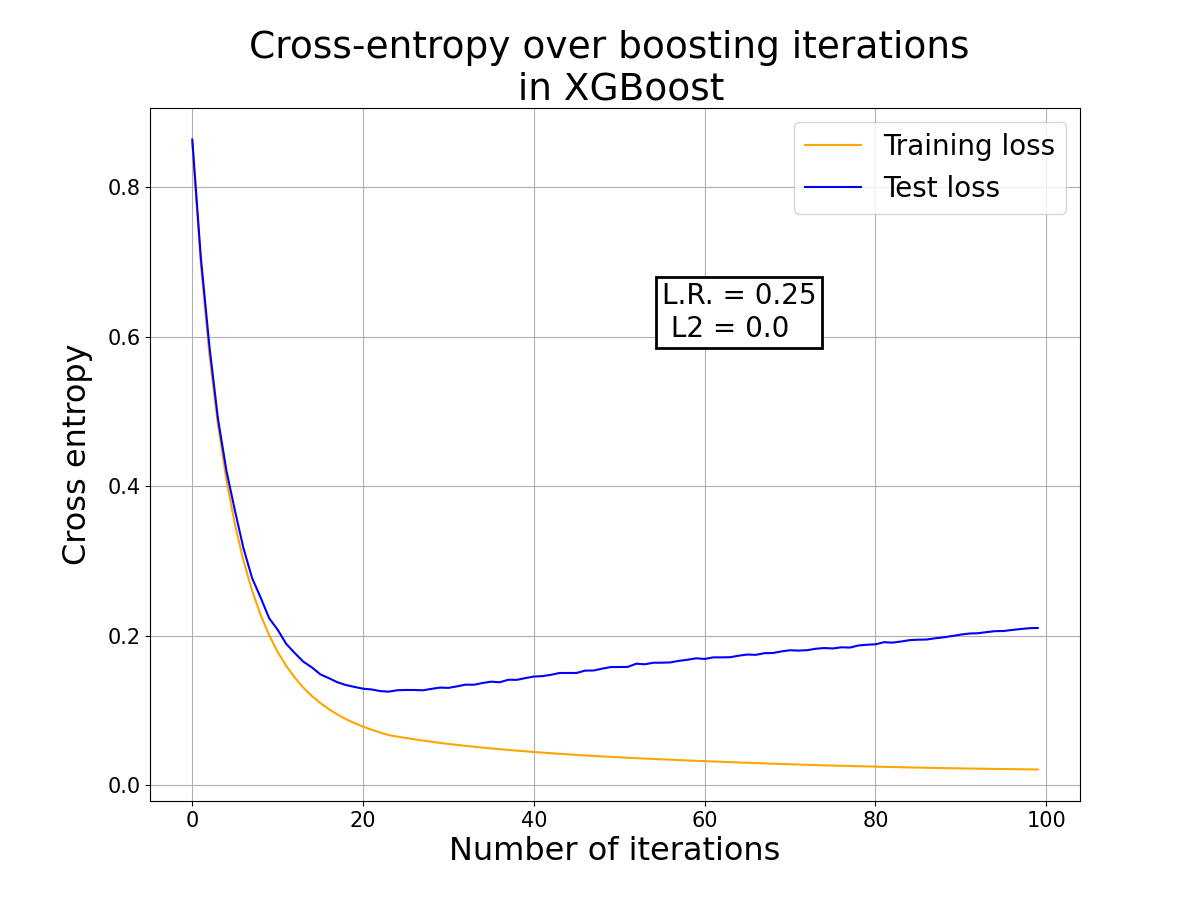 Cross-entropy over boosting iterations
in XGBoost
Training loss
Test loss
L.R. = 0.25
L2 = 0.0
Cross entropy
0.8
0.6
0.4
0.2
0.0
0
20
40
60
80
100
Number of iterations